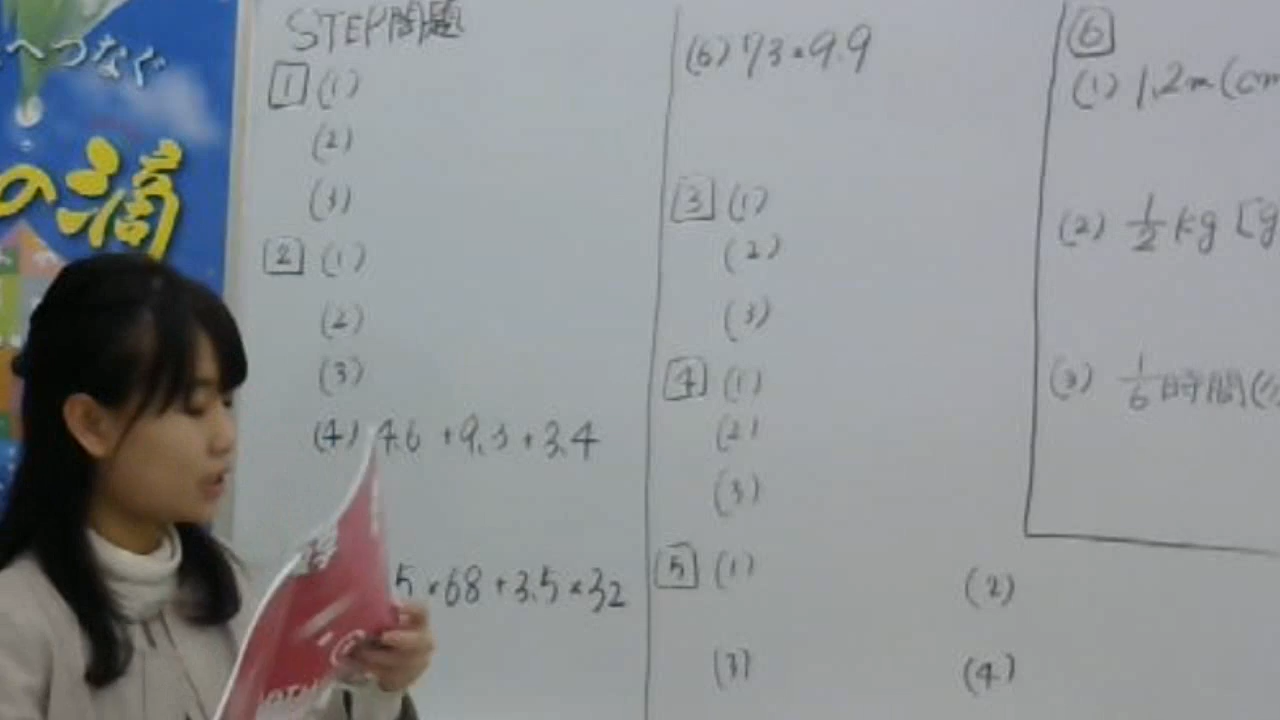 へつなぐ
の滴
STEP問題
1 (1)
(2)
(3)
2 (1)
(2)
(3)
(4) 4.6 + 9.3 + 3.4
5×68+3.5×32
(6) 73×9.9
3 (1)
(2)
(3)
4 (1)
(2)
(3)
5 (1) (2)
(3) (4)
6
(1) 1.2m (cm
(2) 1/2 kg [g
(3) 1/6 時間 (